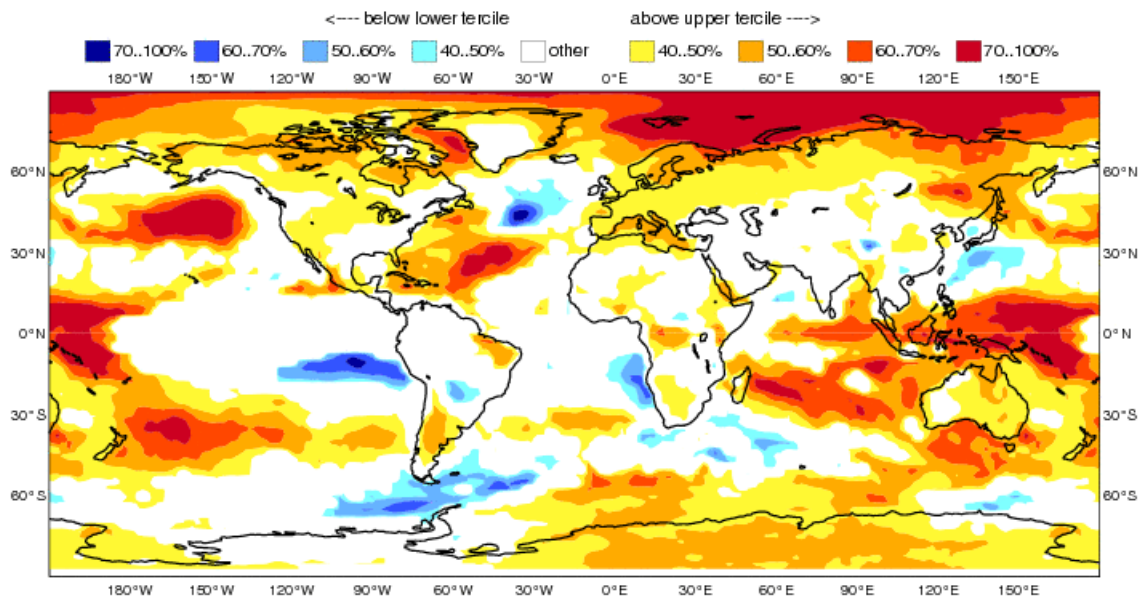 <---- below lower tercile above upper tercile ---->
70..100% 60..70% 50..60% 40..50% other 40..50% 50..60% 60..70% 70..100%
180°W 150°W 120°W 90°W 60°W 30°W 0°E 30°E 60°E 90°E 120°E 150°E
60°N 60°N
30°N 30°N
0°N 0°N
30°S 30°S
60°S 60°S
180°W 150°W 120°W 90°W 60°W 30°W 0°E 30°E 60°E 90°E 120°E 150°E